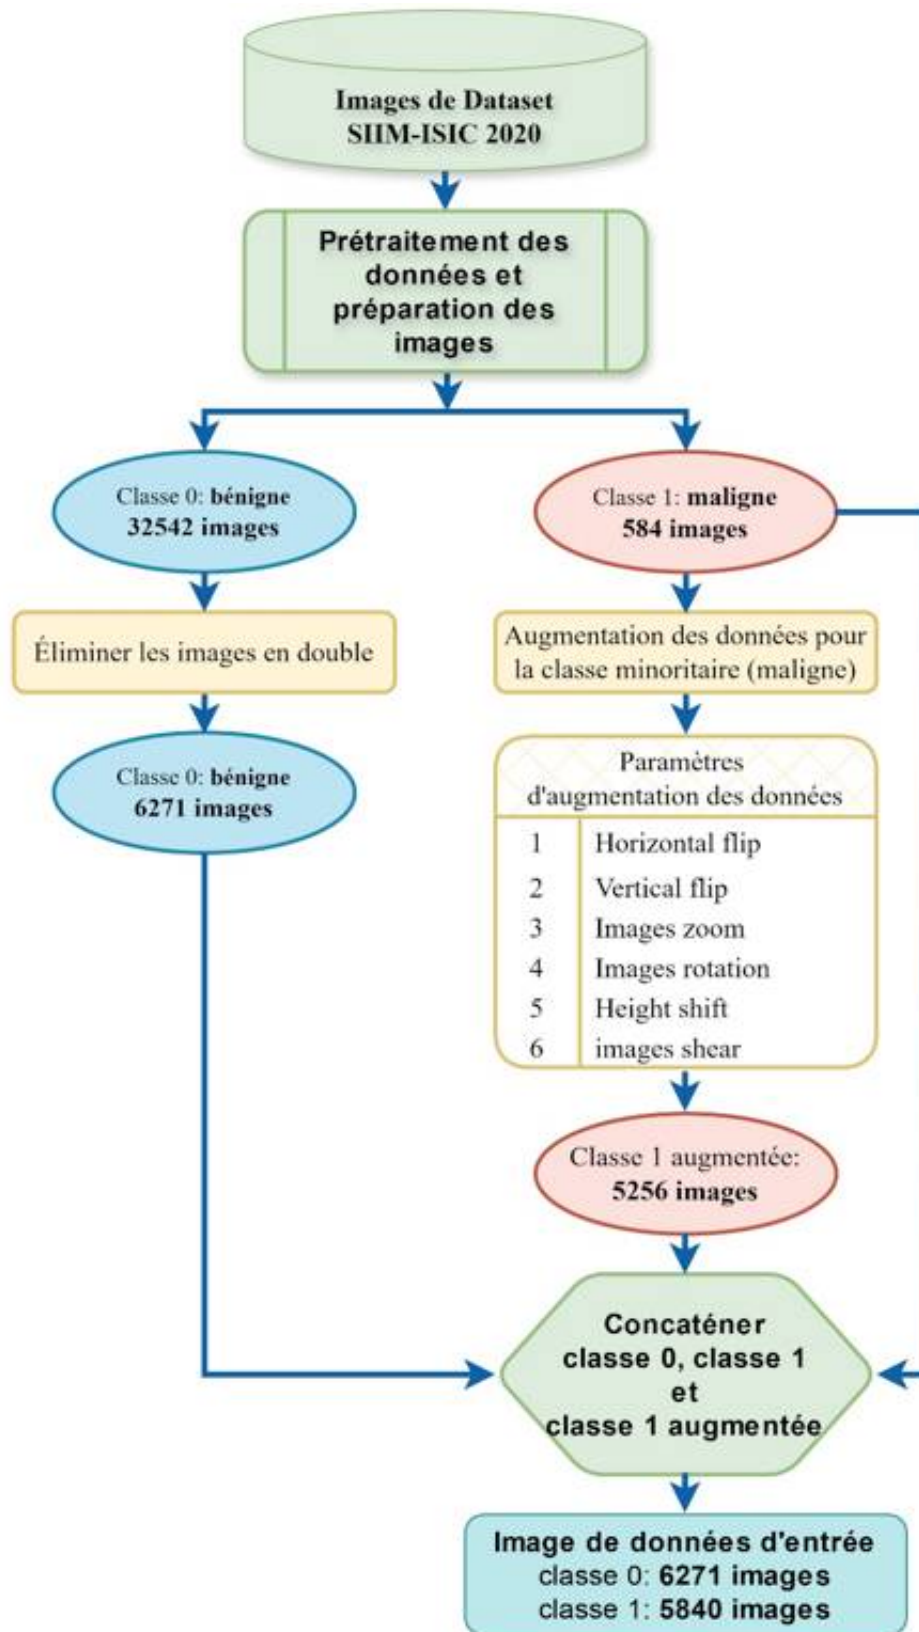 Images de Dataset
SIIM-ISIC 2020
Prétraitement des
données et
préparation des
images
Classe 0: bénigne
32542 images
Classe 1: maligne
584 images
Éliminer les images en double
Augmentation des données pour
la classe minoritaire (maligne)
Classe 0: bénigne
6271 images
Paramètres
d'augmentation des données
1 Horizontal flip
2 Vertical flip
3 Images zoom
4 Images rotation
5 Height shift
6 images shear
Classe 1 augmentée:
5256 images
Concaténer
classe 0, classe 1
et
classe 1 augmentée
Image de données d'entrée
classe 0: 6271 images
classe 1: 5840 images